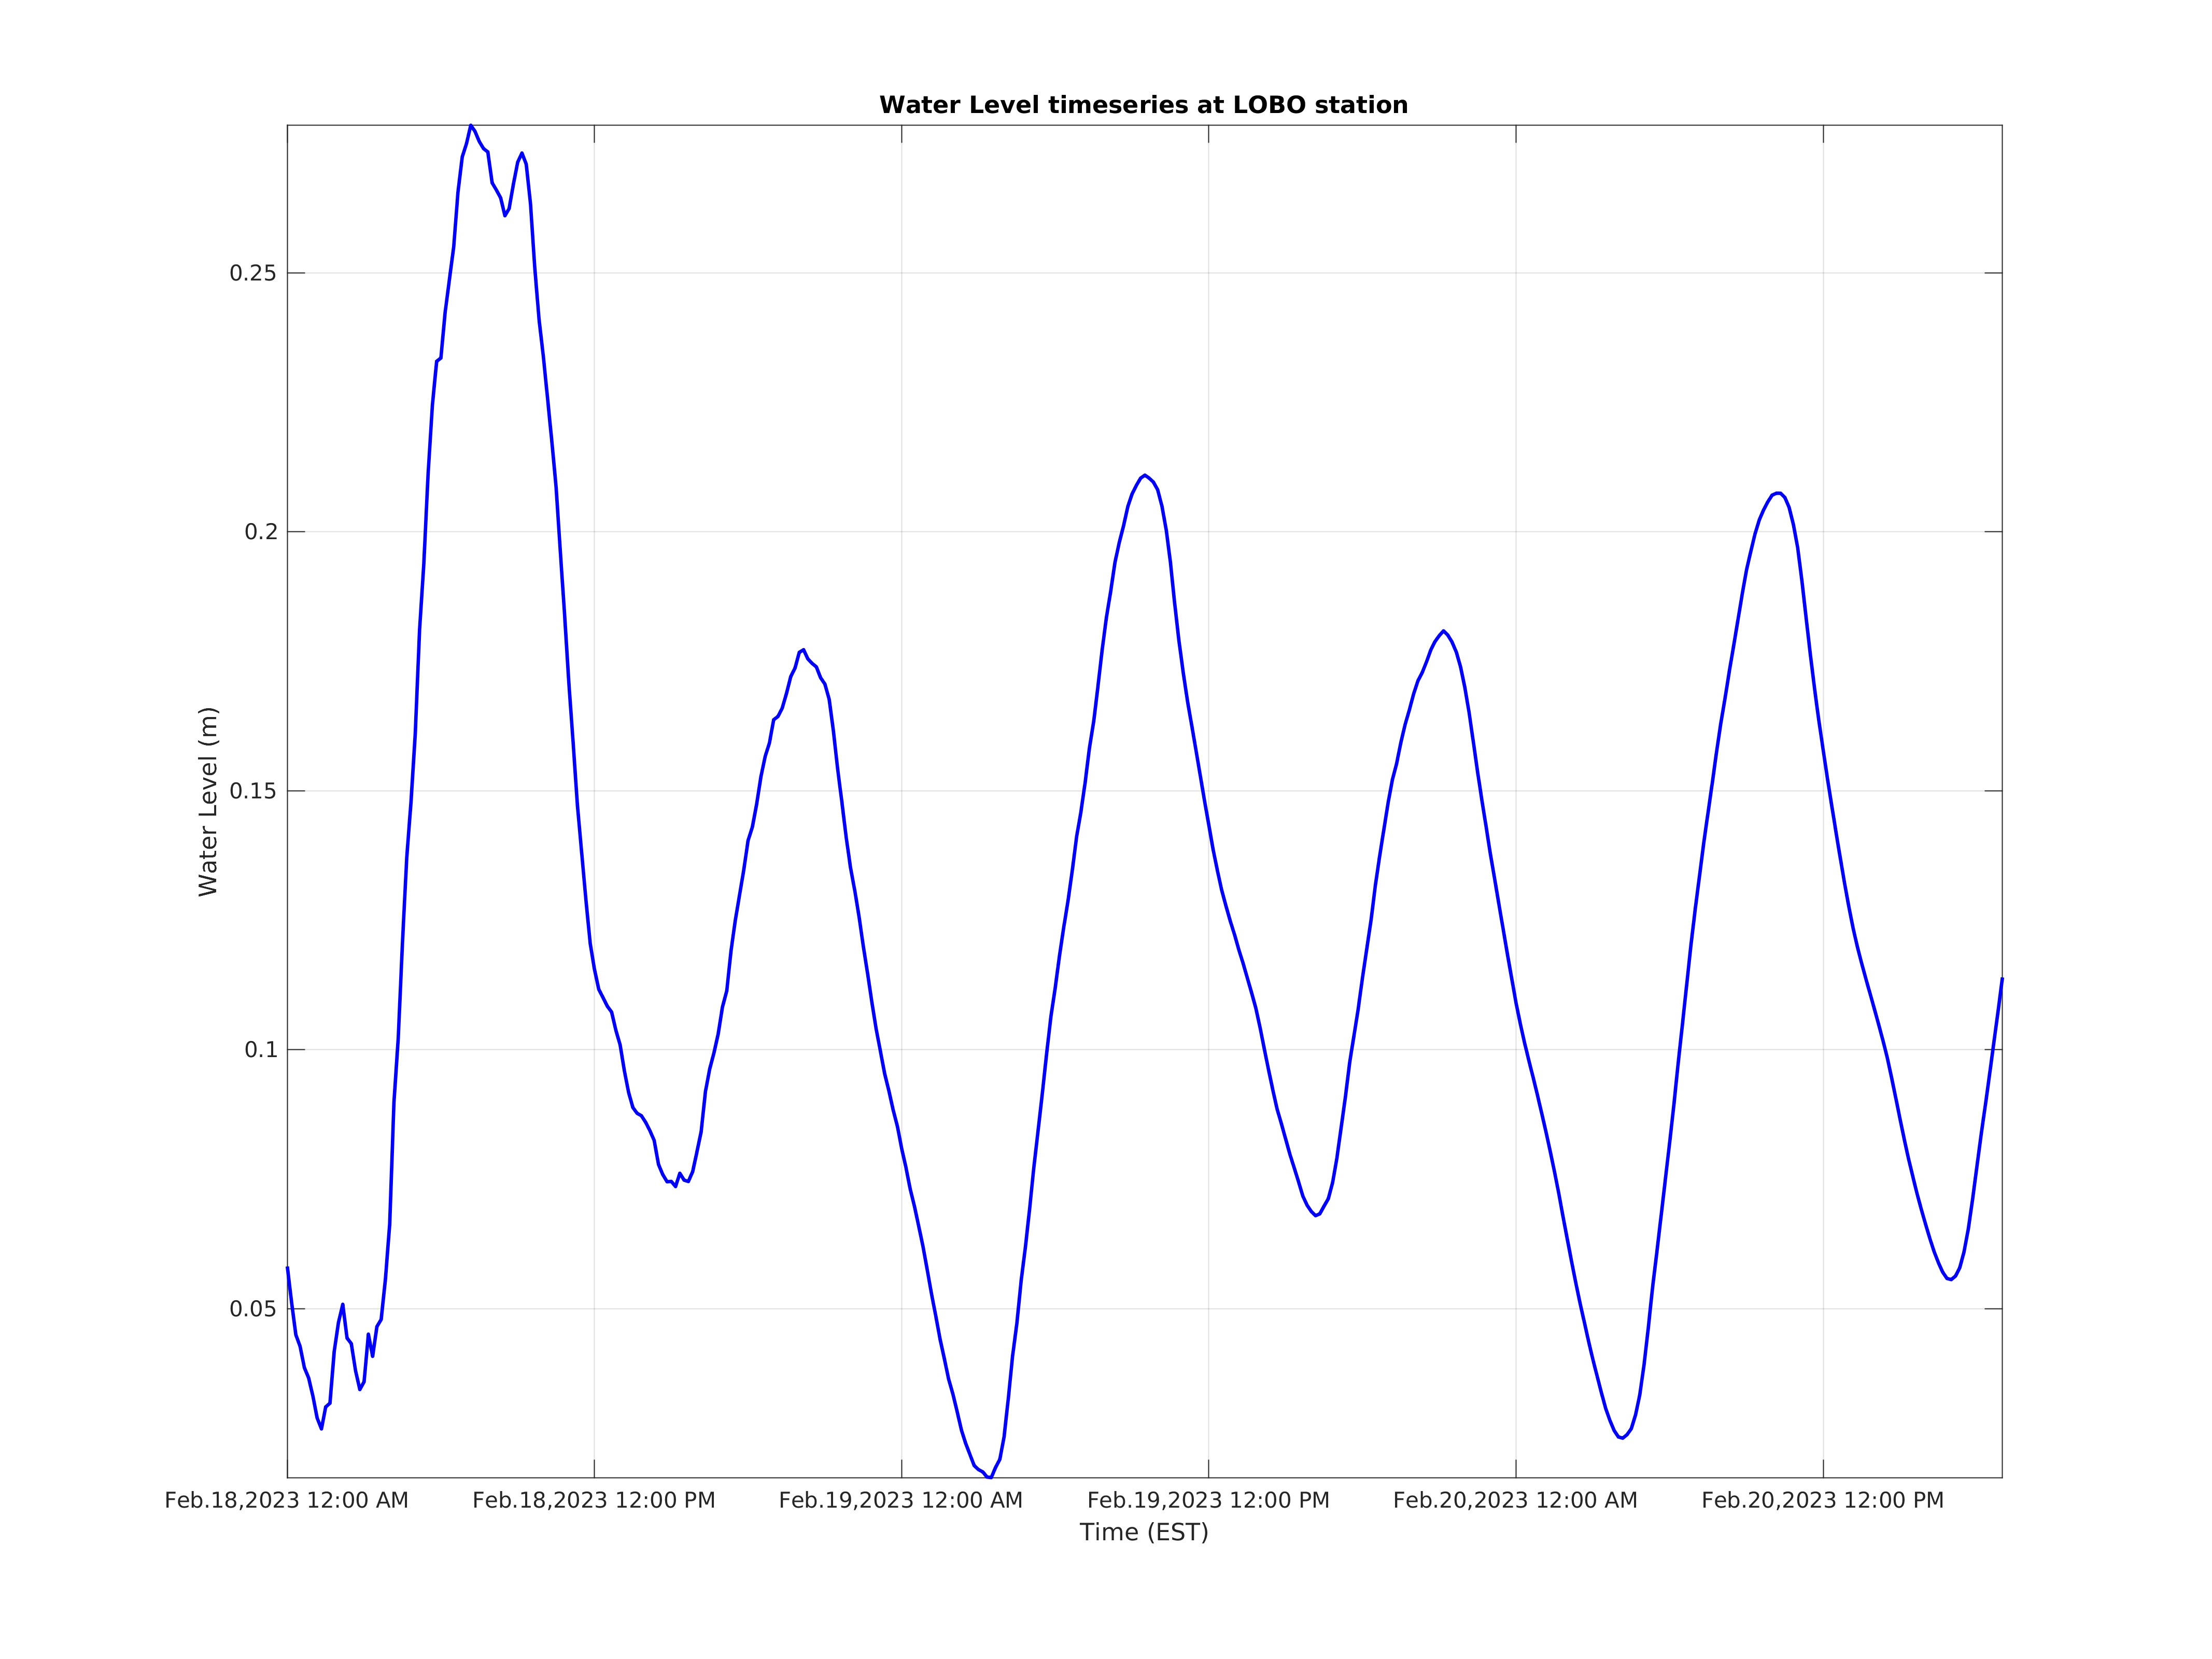 Water Level timeseries at LOBO station
Water Level (m)
0.25
0.2
0.15
0.1
0.05
Feb.18,2023 12:00 AM
Feb.18,2023 12:00 PM
Feb.19,2023 12:00 AM
Feb.19,2023 12:00 PM
Feb.20,2023 12:00 AM
Feb.20,2023 12:00 PM
Time (EST)